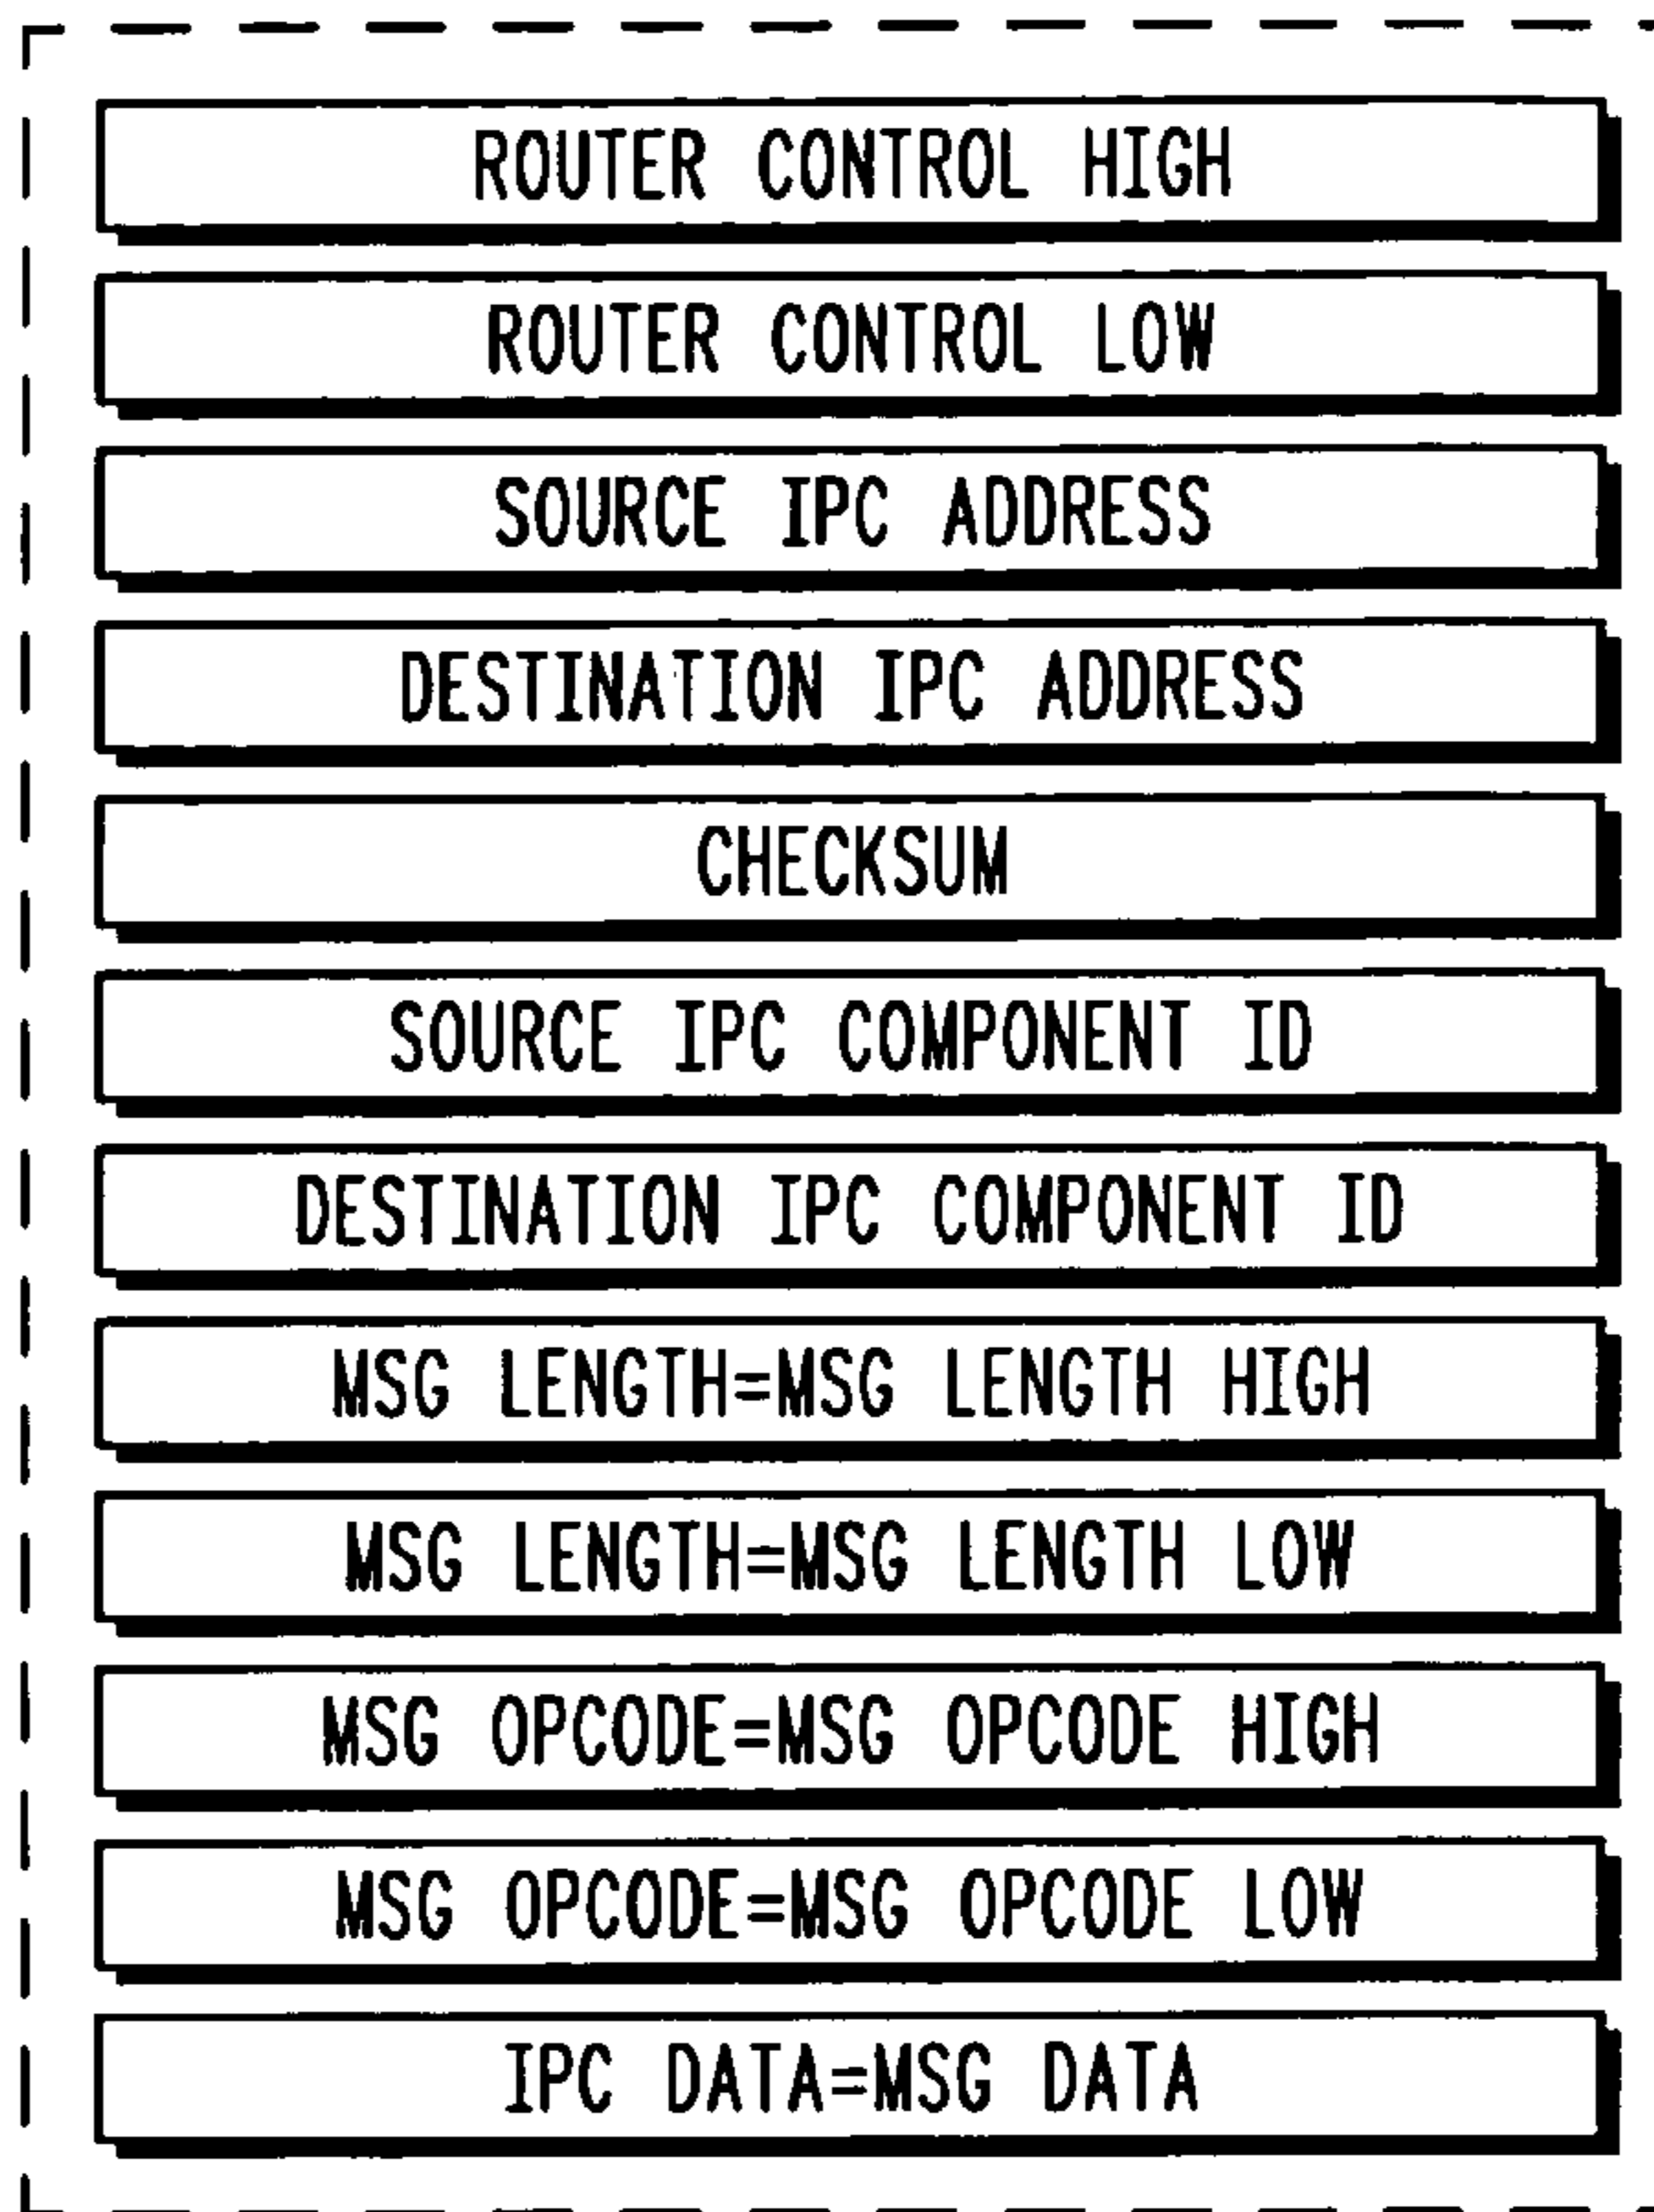 ROUTER CONTROL HIGH
ROUTER CONTROL LOW
SOURCE IPC ADDRESS
DESTINATION IPC ADDRESS
CHECKSUM
SOURCE IPC COMPONENT ID
DESTINATION IPC COMPONENT ID
MSG LENGTH=MSG LENGTH HIGH
MSG LENGTH=MSG LENGTH LOW
MSG OPCODE=MSG OPCODE HIGH
MSG OPCODE=MSG OPCODE LOW
IPC DATA=MSG DATA